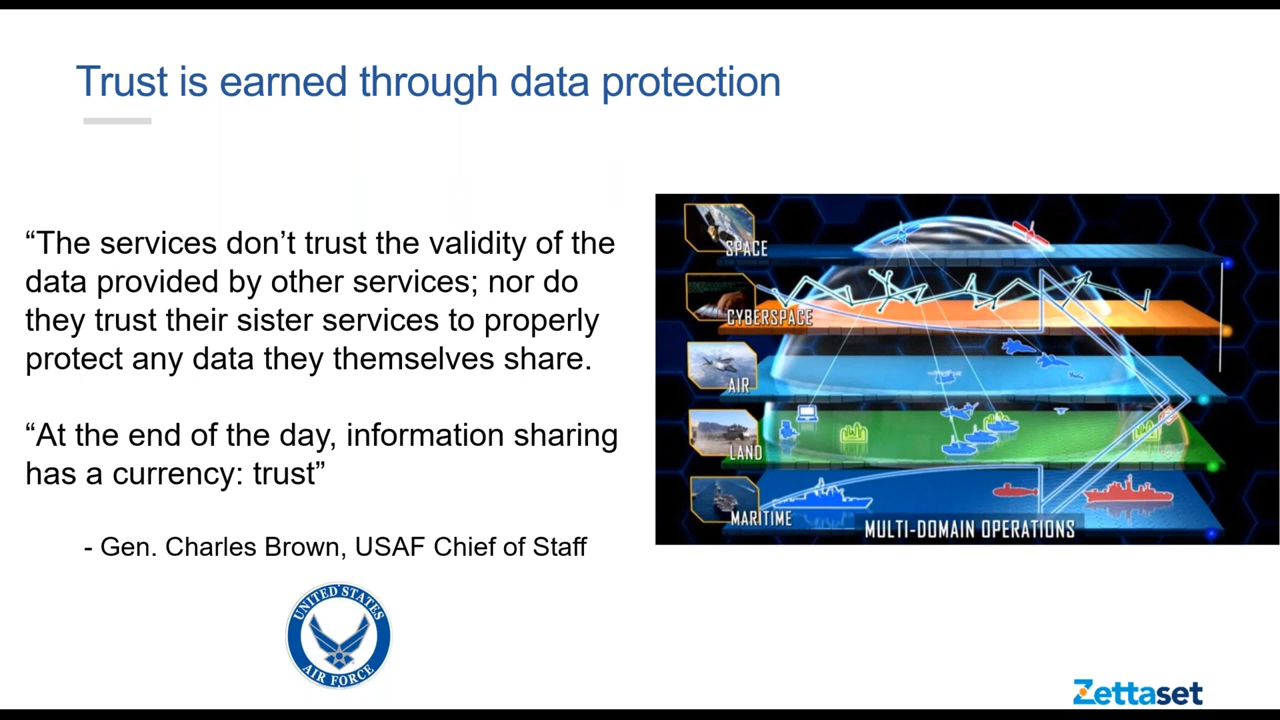 Trust is earned through data protection
“The services don’t trust the validity of the
data provided by other services; nor do
they trust their sister services to properly
protect any data they themselves share.
“At the end of the day, information sharing
has a currency: trust”
- Gen. Charles Brown, USAF Chief of Staff
UNITED STATES
AIR FORCE
SPACE
CYBERSPACE
AIR
LAND
MARITIME
MULTI-DOMAIN OPERATIONS
Zettaset